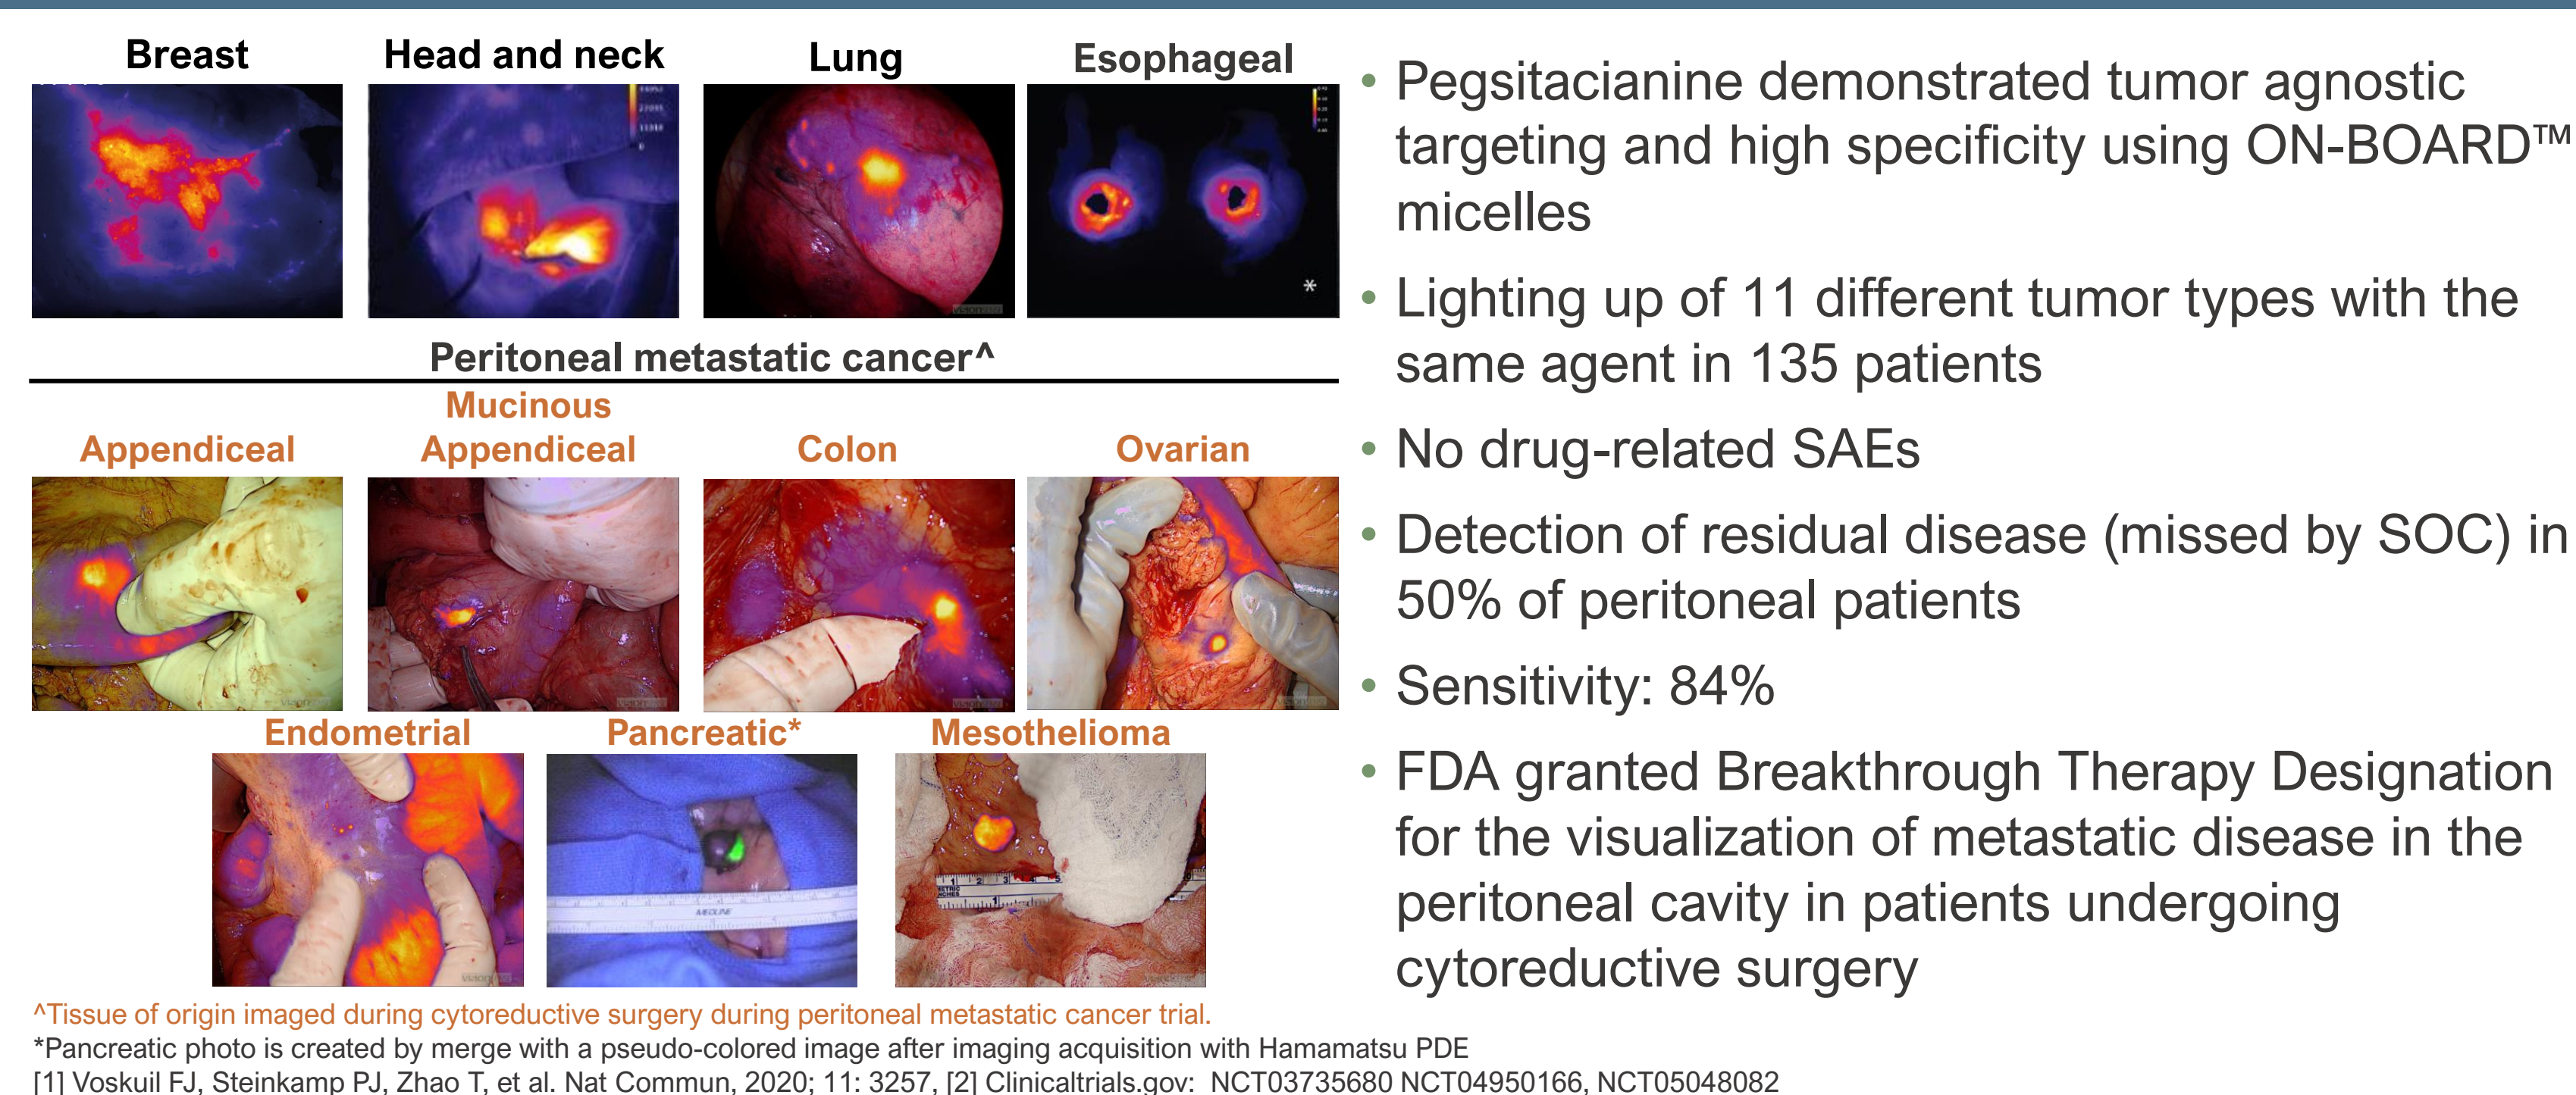 Breast
Head and neck
Lung
Esophageal
*
Peritoneal metastatic cancer^
Mucinous
Appendiceal
Appendiceal
Colon
Ovarian
Endometrial
Pancreatic*
Mesothelioma
MEDLINE
^Tissue of origin imaged during cytoreductive surgery during peritoneal metastatic cancer trial.
*Pancreatic photo is created by merge with a pseudo-colored image after imaging acquisition with Hamamatsu PDE
[1] Voskuil FJ, Steinkamp PJ, Zhao T, et al. Nat Commun, 2020; 11: 3257, [2] Clinicaltrials.gov: NCT03735680 NCT04950166, NCT05048082
• Pegsitacianine demonstrated tumor agnostic
targeting and high specificity using ON-BOARD™
micelles
• Lighting up of 11 different tumor types with the
same agent in 135 patients
• No drug-related SAEs
• Detection of residual disease (missed by SOC) in
50% of peritoneal patients
• Sensitivity: 84%
• FDA granted Breakthrough Therapy Designation
for the visualization of metastatic disease in the
peritoneal cavity in patients undergoing
cytoreductive surgery